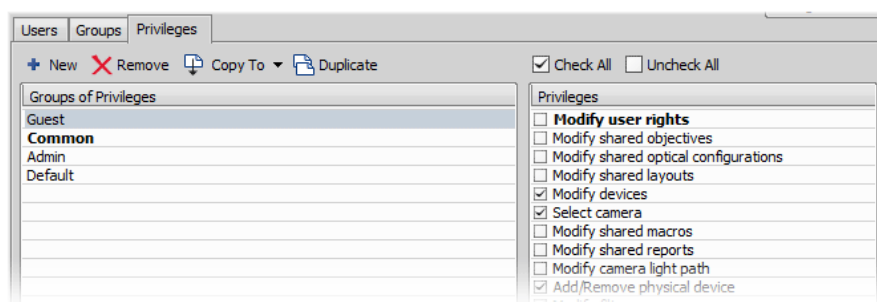 Users Groups Privileges
New Remove Copy To Duplicate
Check All Uncheck All
Groups of Privileges
Guest
Common
Admin
Default
Privileges
Modify user rights
Modify shared objectives
Modify shared optical configurations
Modify shared layouts
Modify devices
Select camera
Modify shared macros
Modify shared reports
Modify camera light path
Add/Remove physical device